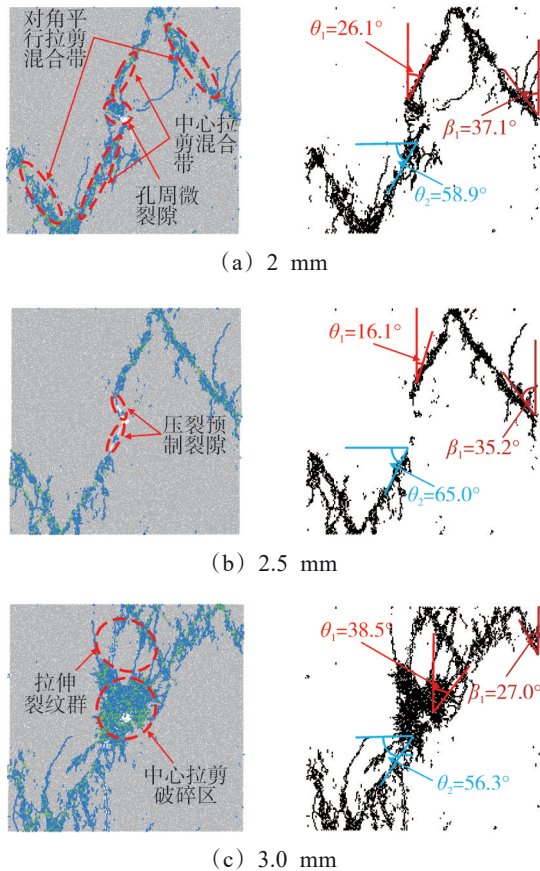 对角平
行拉剪
混合带
中心拉
剪混合
带
孔周微
裂隙
θ₁=26.1°
β₁=37.1°
θ₂=58.9°
(a) 2 mm
压裂预
制裂隙
θ₁=16.1°
β₁=35.2°
θ₂=65.0°
(b) 2.5 mm
拉伸
裂纹群
中心拉剪
破碎区
θ₁=38.5°
β₁=27.0°
θ₂=56.3°
(c) 3.0 mm